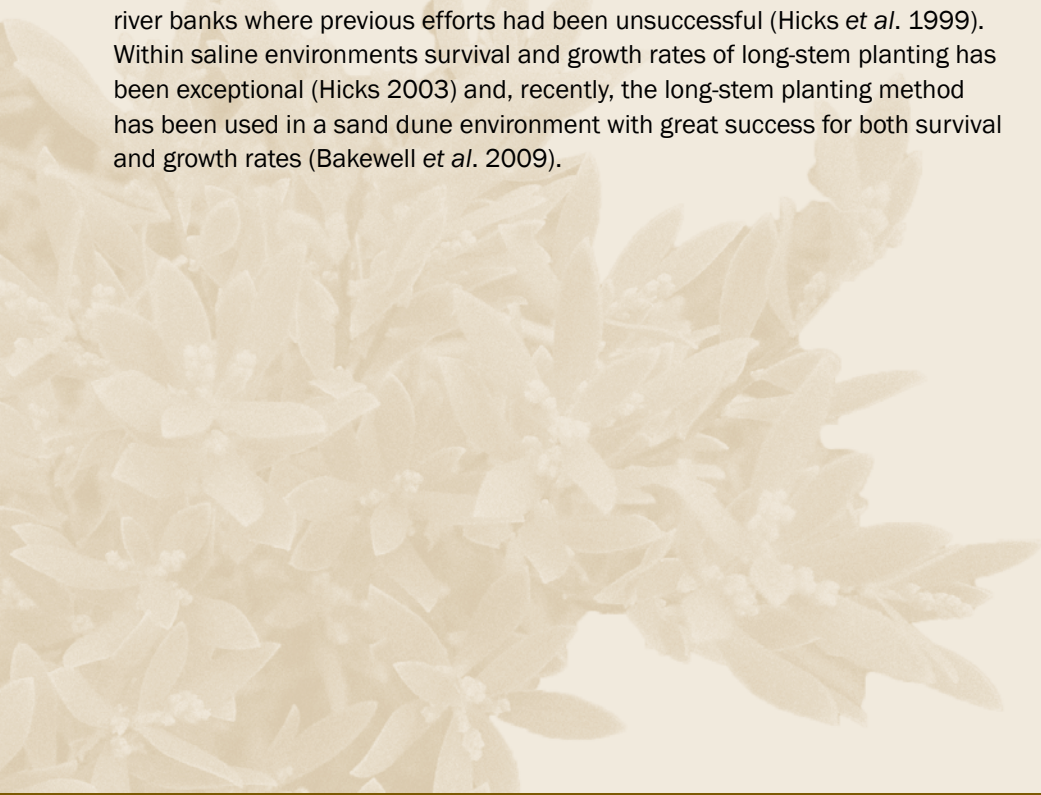 river banks where previous efforts had been unsuccessful (Hicks et al. 1999).
Within saline environments survival and growth rates of long-stem planting has
been exceptional (Hicks 2003) and, recently, the long-stem planting method
has been used in a sand dune environment with great success for both survival
and growth rates (Bakewell et al. 2009).